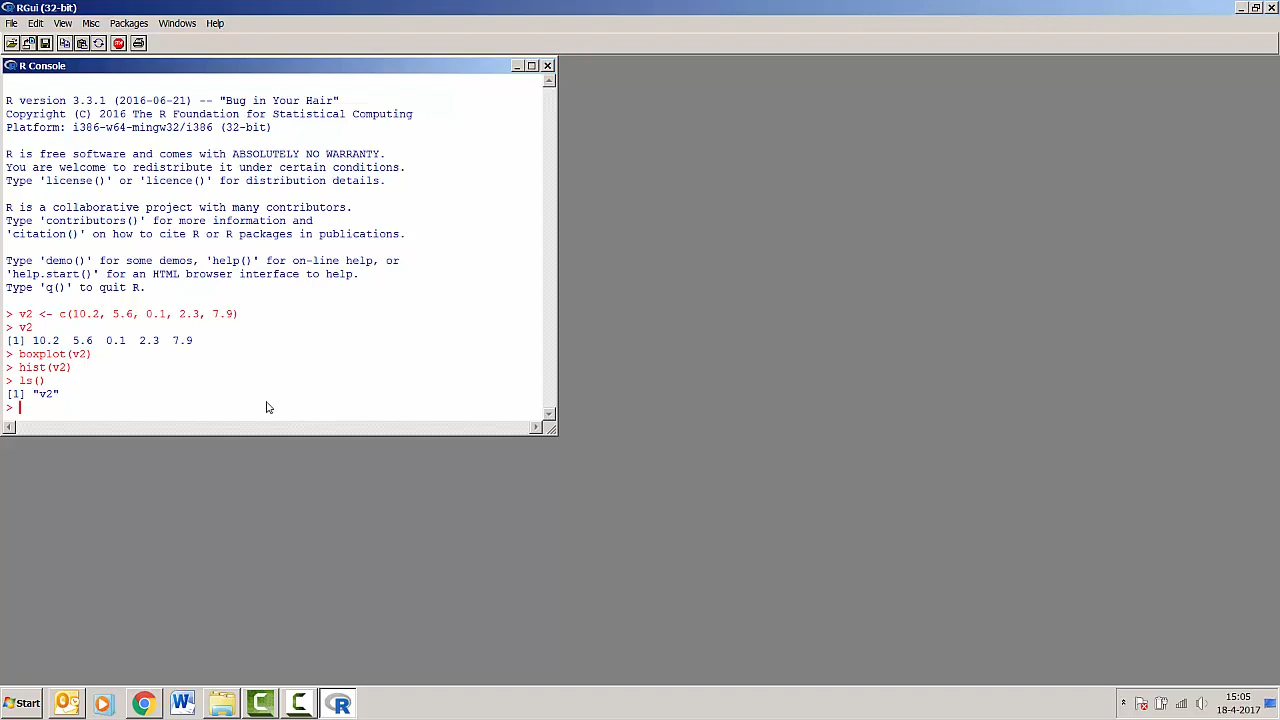 RGui (32-bit)
File Edit View Misc Packages Windows Help
STOP
R Console
R version 3.3.1 (2016-06-21) -- "Bug in Your Hair"
Copyright (C) 2016 The R Foundation for Statistical Computing
Platform: i386-w64-mingw32/i386 (32-bit)
R is free software and comes with ABSOLUTELY NO WARRANTY.
You are welcome to redistribute it under certain conditions.
Type 'license()' or 'licence()' for distribution details.
R is a collaborative project with many contributors.
Type 'contributors()' for more information and
'citation()' on how to cite R or R packages in publications.
Type 'demo()' for some demos, 'help()' for on-line help, or
'help.start()' for an HTML browser interface to help.
Type 'q()' to quit R.
> v2 <- c(10.2, 5.6, 0.1, 2.3, 7.9)
> v2
[1] 10.2  5.6  0.1  2.3  7.9
> boxplot(v2)
> hist(v2)
> ls()
[1] "v2"
>
Start
15:05
18-4-2017